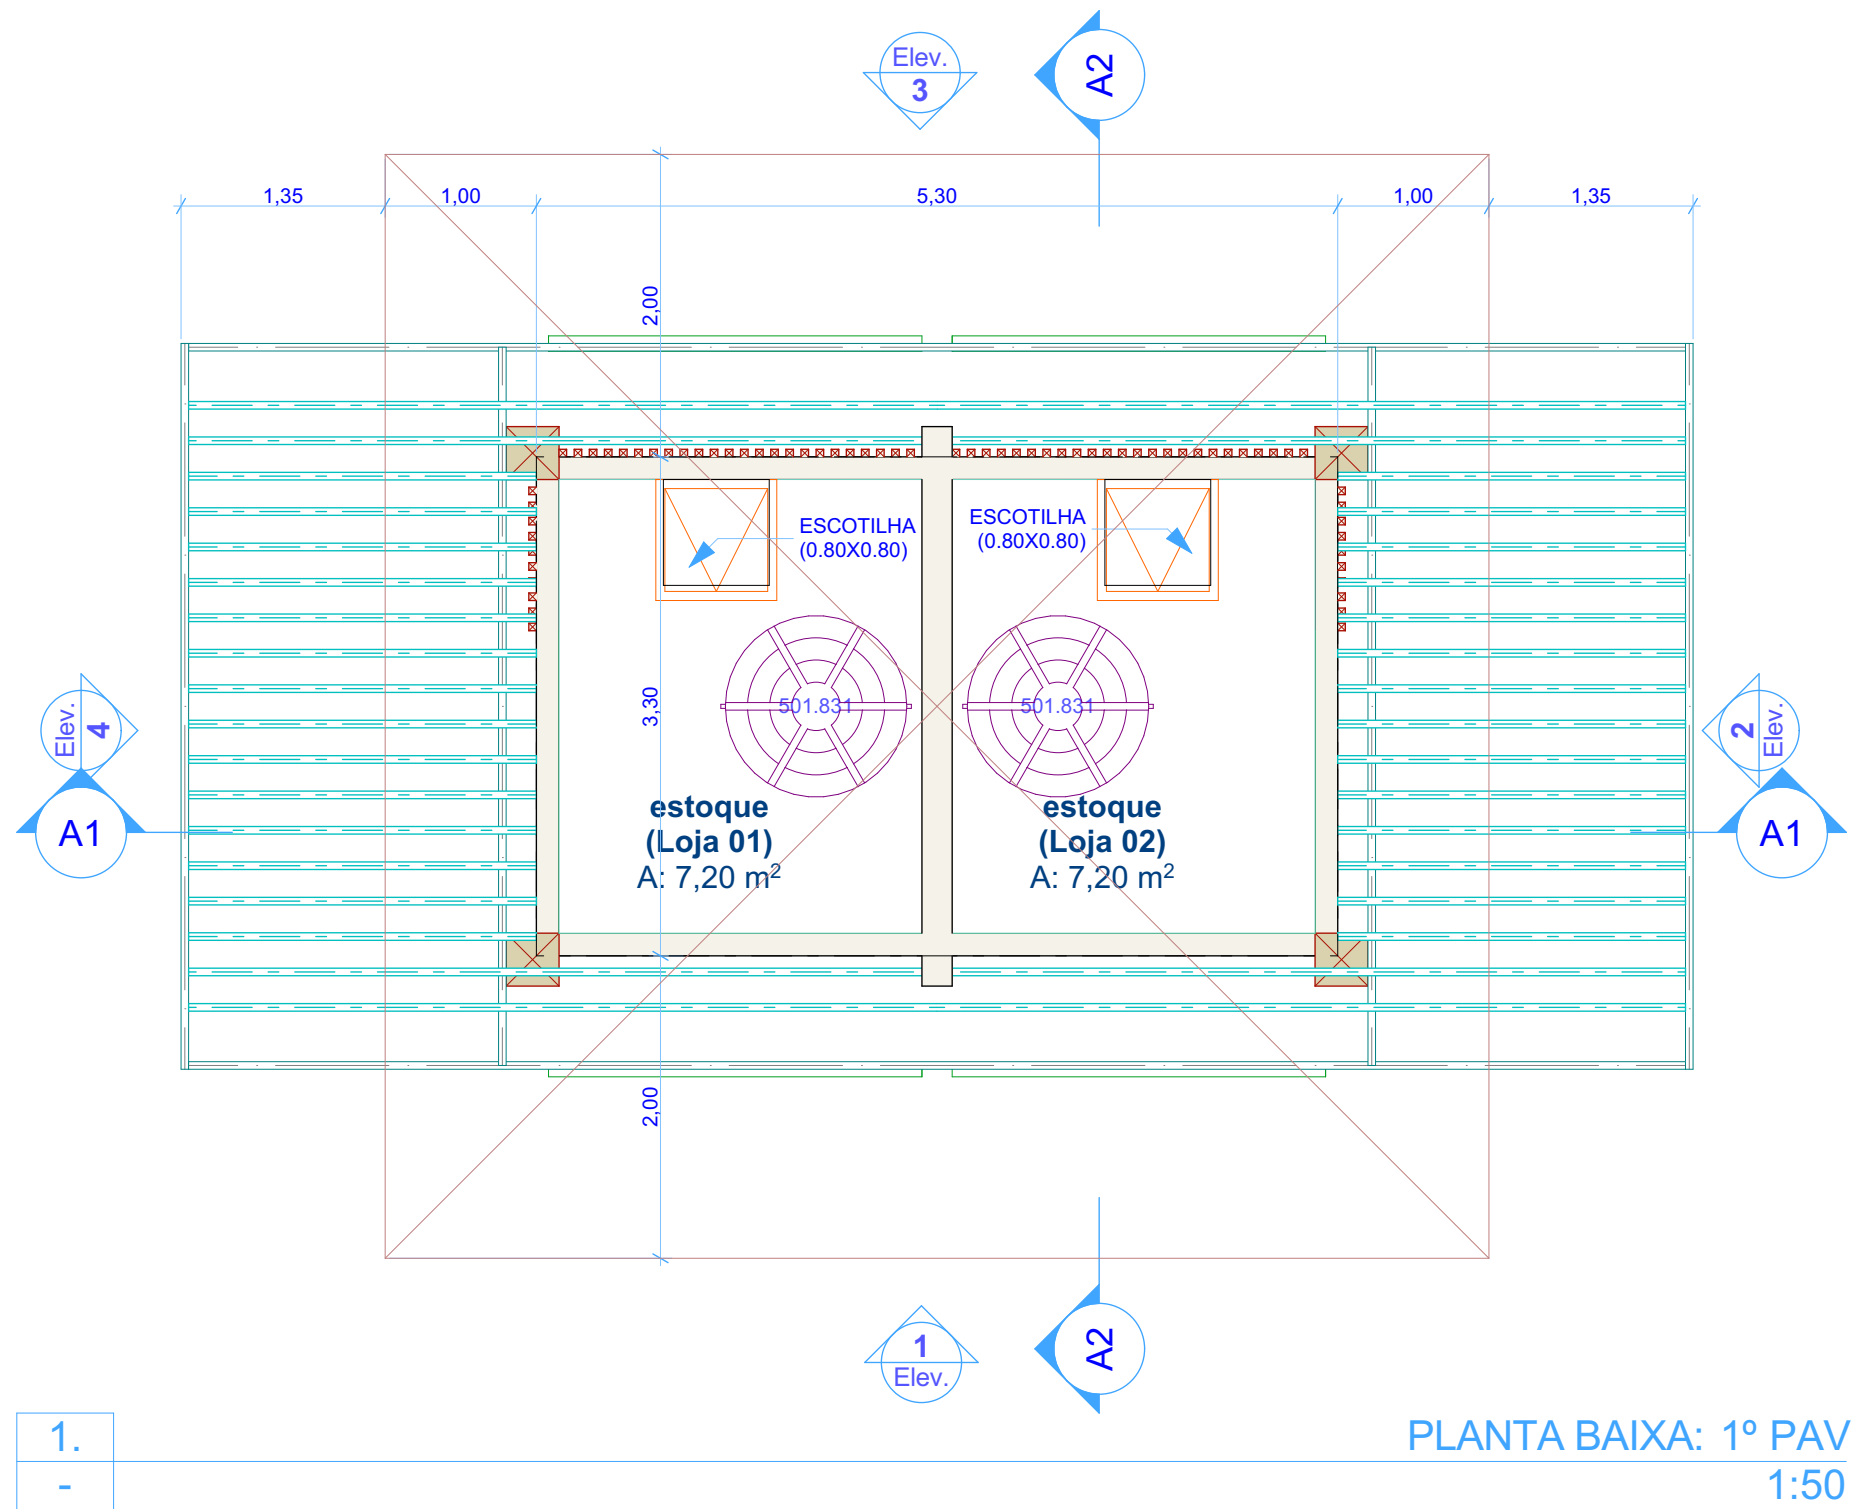 Elev.
3
A2
1,35
1,00
5,30
1,00
1,35
2,00
ESCOTILHA
(0.80X0.80)
ESCOTILHA
(0.80X0.80)
3,30
501.831
501.831
Elev.
4
2
Elev.
A1
A1
estoque
(Loja 01)
A: 7,20 m²
estoque
(Loja 02)
A: 7,20 m²
2,00
1
Elev.
A2
1.
-
PLANTA BAIXA: 1º PAV
1:50